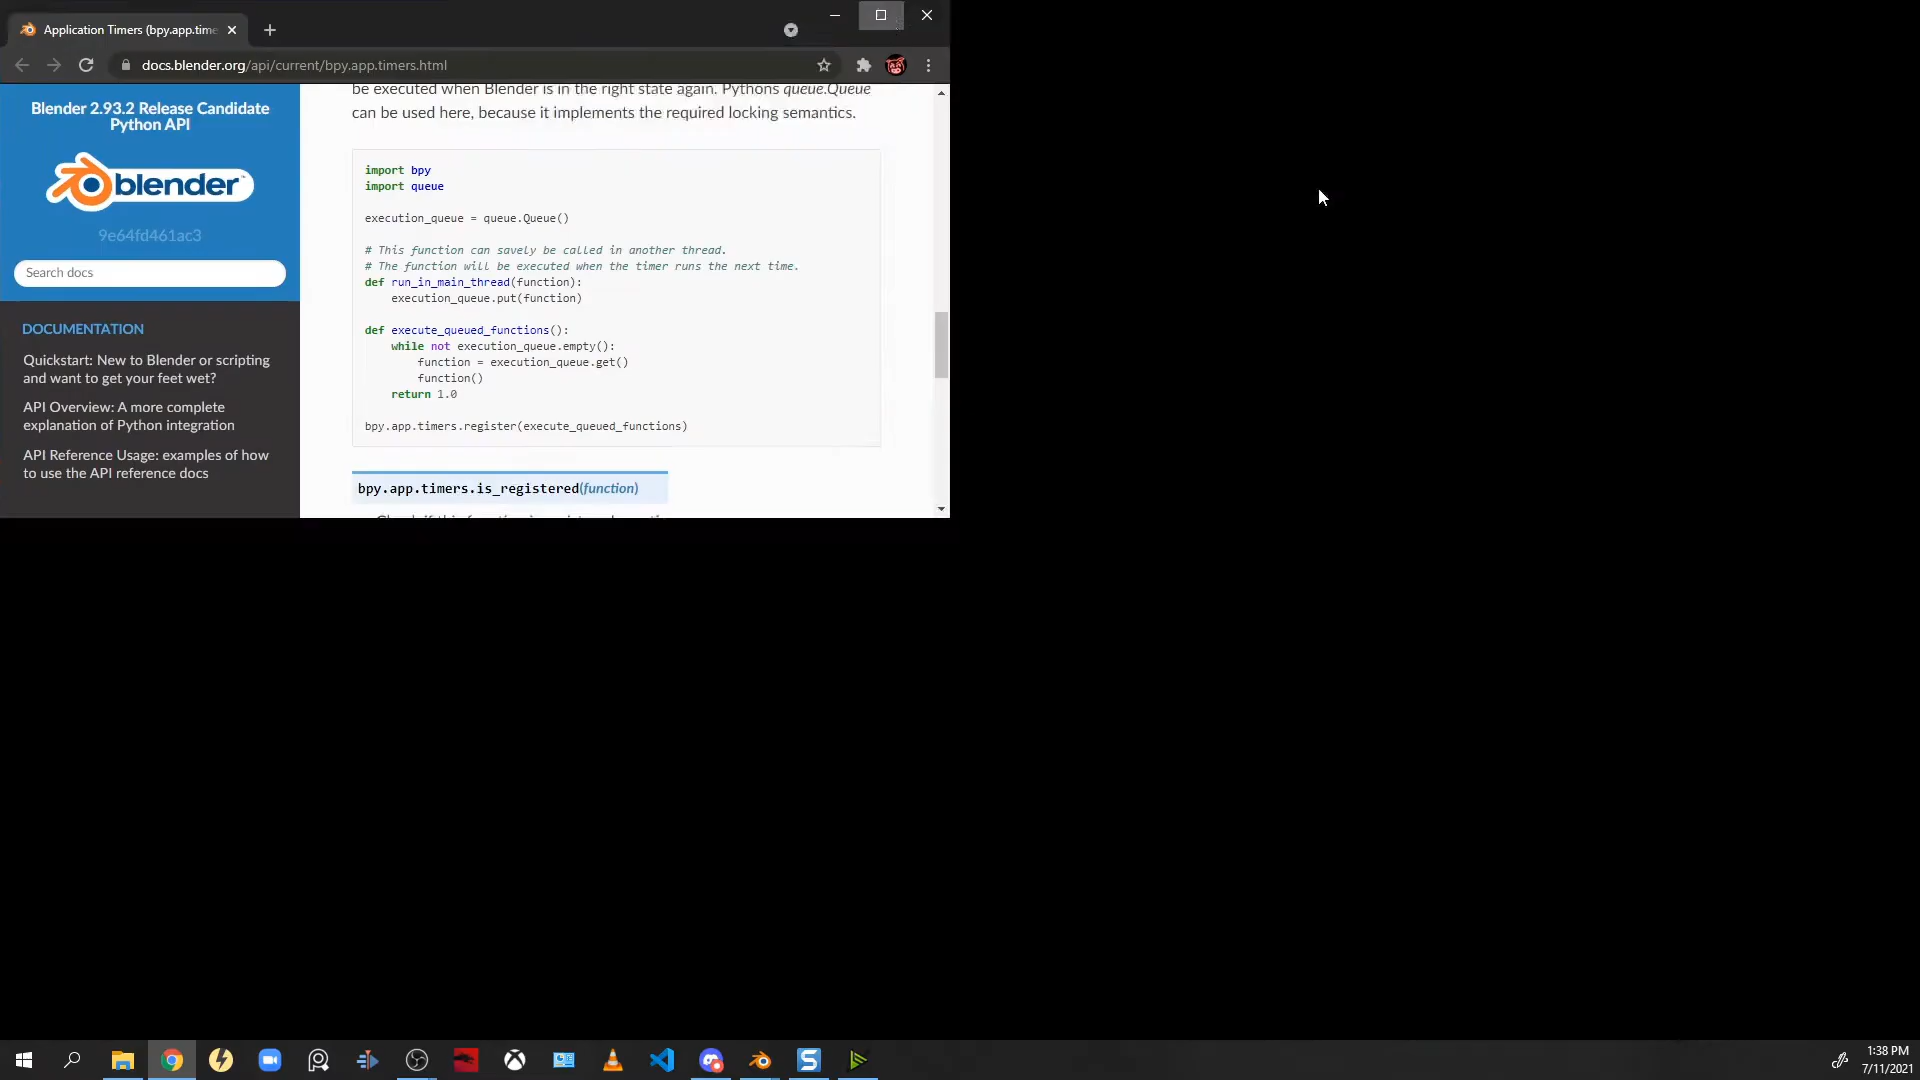 Application Timers (bpy.app.time
docs.blender.org/api/current/bpy.app.timers.html
Blender 2.93.2 Release Candidate
Python API
blender
9e64fd461ac3
Search docs
DOCUMENTATION
Quickstart: New to Blender or scripting
and want to get your feet wet?
API Overview: A more complete
explanation of Python integration
API Reference Usage: examples of how
to use the API reference docs
be executed when Blender is in the right state again. Pythons queue.Queue
can be used here, because it implements the required locking semantics.
import bpy
import queue
execution_queue = queue.Queue()
# This function can savely be called in another thread.
# The function will be executed when the timer runs the next time.
def run_in_main_thread(function):
    execution_queue.put(function)
def execute_queued_functions():
    while not execution_queue.empty():
        function = execution_queue.get()
        function()
    return 1.0
bpy.app.timers.register(execute_queued_functions)
bpy.app.timers.is_registered(function)
1:38 PM
7/11/2021